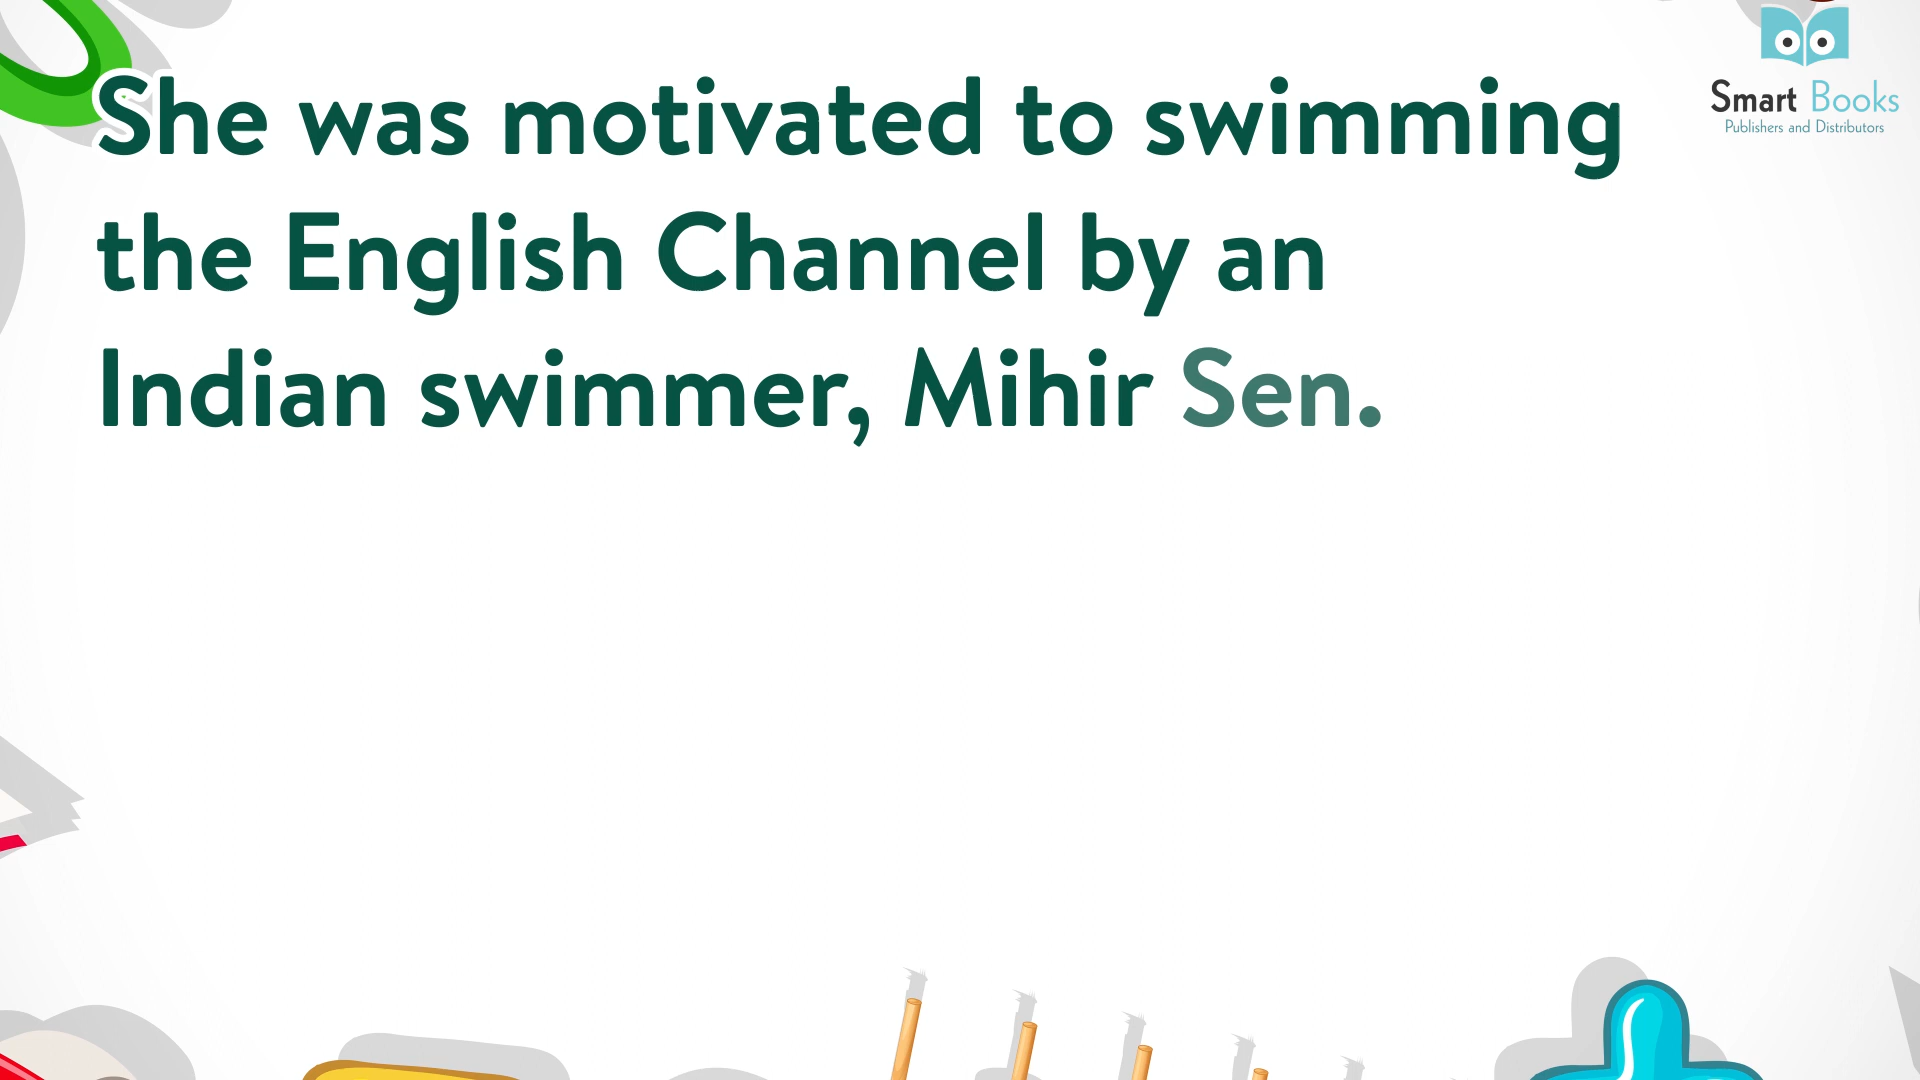 She was motivated to swimming
the English Channel by an
Indian swimmer, Mihir Sen.
Smart Books
Publishers and Distributors